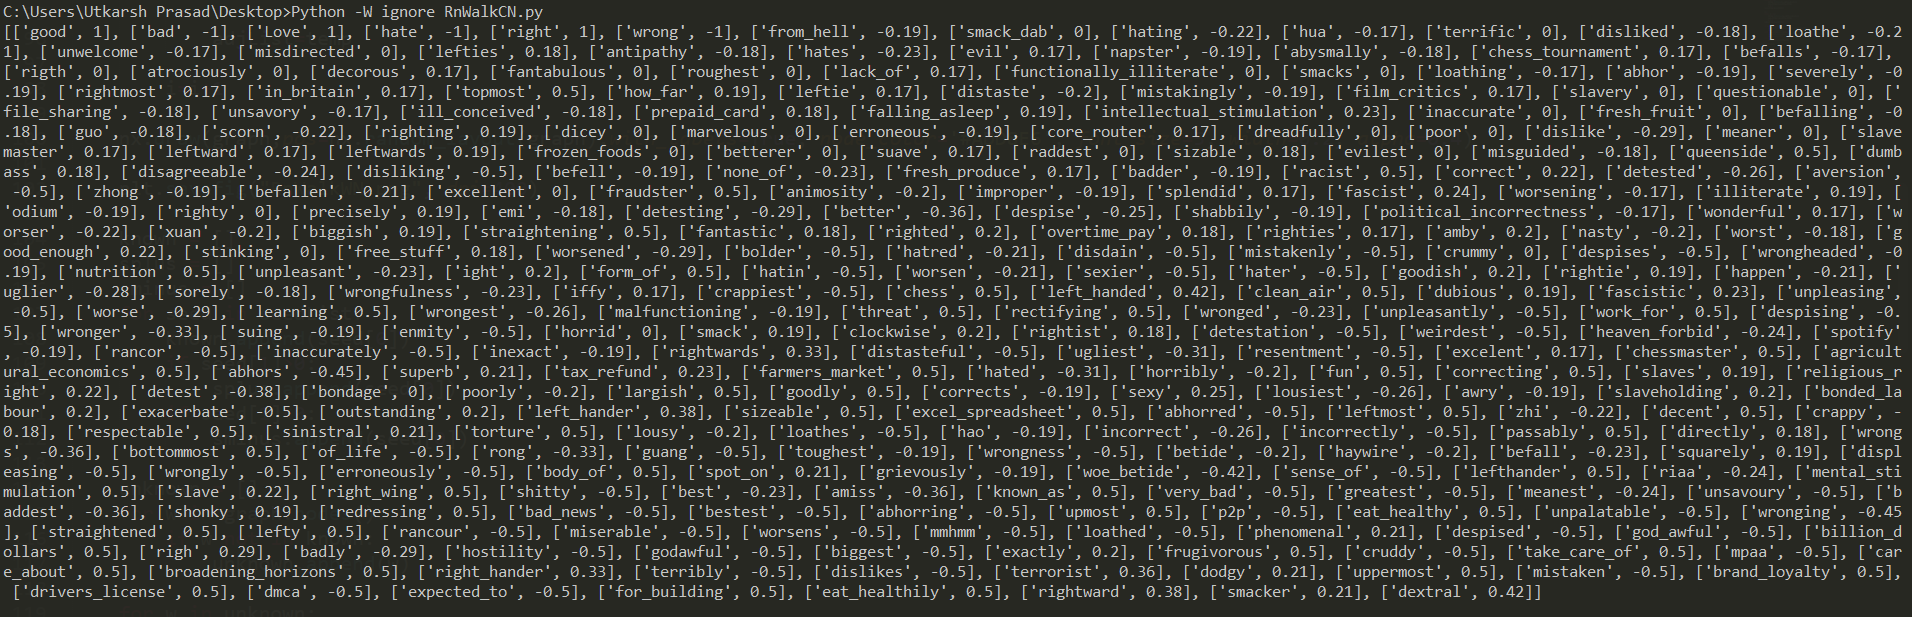 C:\Users\Utkarsh Prasad\Desktop>Python -W ignore RnWalkCN.py
[['good', 1], ['bad', -1], ['Love', 1], ['hate', -1], ['right', 1], ['wrong', -1], ['from_hell', -0.19], ['smack_dab', 0], ['hating', -0.22], ['hua', -0.17], ['terrific', 0], ['disliked', -0.18], ['loathe', -0.2
1], ['unwelcome', -0.17], ['misdirected', 0], ['lefties', 0.18], ['antipathy', -0.18], ['hates', -0.23], ['evil', 0.17], ['napster', -0.19], ['abysmally', -0.18], ['chess_tournament', 0.17], ['befalls', -0.17],
['rigth', 0], ['atrociously', 0], ['decorous', 0.17], ['fantabulous', 0], ['roughest', 0], ['lack_of', 0.17], ['functionally_illiterate', 0], ['smacks', 0], ['loathing', -0.17], ['abhor', -0.19], ['severely', -0
.19], ['rightmost', 0.17], ['in_britain', 0.17], ['topmost', 0.5], ['how_far', 0.19], ['leftie', 0.17], ['distaste', -0.2], ['mistakingly', -0.19], ['film_critics', 0.17], ['slavery', 0], ['questionable', 0], ['
file_sharing', -0.18], ['unsavory', -0.17], ['ill_conceived', -0.18], ['prepaid_card', 0.18], ['falling_asleep', 0.19], ['intellectual_stimulation', 0.23], ['inaccurate', 0], ['fresh_fruit', 0], ['befalling', -0
.18], ['guo', -0.18], ['scorn', -0.22], ['righting', 0.19], ['dicey', 0], ['marvelous', 0], ['erroneous', -0.19], ['core_router', 0.17], ['dreadfully', 0], ['poor', 0], ['dislike', -0.29], ['meaner', 0], ['slave
master', 0.17], ['leftward', 0.17], ['leftwards', 0.19], ['frozen_foods', 0], ['betterer', 0], ['suave', 0.17], ['raddest', 0], ['sizable', 0.18], ['evilest', 0], ['misguided', -0.18], ['queenside', 0.5], ['dumb
ass', 0.18], ['disagreeable', -0.24], ['disliking', -0.5], ['befell', -0.19], ['none_of', -0.23], ['fresh_produce', 0.17], ['badder', -0.19], ['racist', 0.5], ['correct', 0.22], ['detested', -0.26], ['aversion',
 -0.5], ['zhong', -0.19], ['befallen', -0.21], ['excellent', 0], ['fraudster', 0.5], ['animosity', -0.2], ['improper', -0.19], ['splendid', 0.17], ['fascist', 0.24], ['worsening', -0.17], ['illiterate', 0.19], [
'odium', -0.19], ['righty', 0], ['precisely', 0.19], ['emi', -0.18], ['detesting', -0.29], ['better', -0.36], ['despise', -0.25], ['shabbily', -0.19], ['political_incorrectness', -0.17], ['wonderful', 0.17], ['w
orser', -0.22], ['xuan', -0.2], ['biggish', 0.19], ['straightening', 0.5], ['fantastic', 0.18], ['righted', 0.2], ['overtime_pay', 0.18], ['righties', 0.17], ['amby', 0.2], ['nasty', -0.2], ['worst', -0.18], ['g
ood_enough', 0.22], ['stinking', 0], ['free_stuff', 0.18], ['worsened', -0.29], ['bolder', -0.5], ['hatred', -0.21], ['disdain', -0.5], ['mistakenly', -0.5], ['crummy', 0], ['despises', -0.5], ['wrongheaded', -0
.19], ['nutrition', 0.5], ['unpleasant', -0.23], ['ight', 0.2], ['form_of', 0.5], ['hatin', -0.5], ['worsen', -0.21], ['sexier', -0.5], ['hater', -0.5], ['goodish', 0.2], ['rightie', 0.19], ['happen', -0.21], ['
uglier', -0.28], ['sorely', -0.18], ['wrongfulness', -0.23], ['iffy', 0.17], ['crappiest', -0.5], ['chess', 0.5], ['left_handed', 0.42], ['clean_air', 0.5], ['dubious', 0.19], ['fascistic', 0.23], ['unpleasing',
 -0.5], ['worse', -0.29], ['learning', 0.5], ['wrongest', -0.26], ['malfunctioning', -0.19], ['threat', 0.5], ['rectifying', 0.5], ['wronged', -0.23], ['unpleasantly', -0.5], ['work_for', 0.5], ['despising', -0.
5], ['wronger', -0.33], ['suing', -0.19], ['enmity', -0.5], ['horrid', 0], ['smack', 0.19], ['clockwise', 0.2], ['rightist', 0.18], ['detestation', -0.5], ['weirdest', -0.5], ['heaven_forbid', -0.24], ['spotify'
, -0.19], ['rancor', -0.5], ['inaccurately', -0.5], ['inexact', -0.19], ['rightwards', 0.33], ['distasteful', -0.5], ['ugliest', -0.31], ['resentment', -0.5], ['excelent', 0.17], ['chessmaster', 0.5], ['agricult
ural_economics', 0.5], ['abhors', -0.45], ['superb', 0.21], ['tax_refund', 0.23], ['farmers_market', 0.5], ['hated', -0.31], ['horribly', -0.2], ['fun', 0.5], ['correcting', 0.5], ['slaves', 0.19], ['religious_r
ight', 0.22], ['detest', -0.38], ['bondage', 0], ['poorly', -0.2], ['largish', 0.5], ['goodly', 0.5], ['corrects', -0.19], ['sexy', 0.25], ['lousiest', -0.26], ['awry', -0.19], ['slaveholding', 0.2], ['bonded_la
bour', 0.2], ['exacerbate', -0.5], ['outstanding', 0.2], ['left_hander', 0.38], ['sizeable', 0.5], ['excel_spreadsheet', 0.5], ['abhorred', -0.5], ['leftmost', 0.5], ['zhi', -0.22], ['decent', 0.5], ['crappy', -
0.18], ['respectable', 0.5], ['sinistral', 0.21], ['torture', 0.5], ['lousy', -0.2], ['loathes', -0.5], ['hao', -0.19], ['incorrect', -0.26], ['incorrectly', -0.5], ['passably', 0.5], ['directly', 0.18], ['wrong
s', -0.36], ['bottommost', 0.5], ['of_life', -0.5], ['rong', -0.33], ['guang', -0.5], ['toughest', -0.19], ['wrongness', -0.5], ['betide', -0.2], ['haywire', -0.2], ['befall', -0.23], ['squarely', 0.19], ['displ
easing', -0.5], ['wrongly', -0.5], ['erroneously', -0.5], ['body_of', 0.5], ['spot_on', 0.21], ['grievously', -0.19], ['woe_betide', -0.42], ['sense_of', -0.5], ['lefthander', 0.5], ['riaa', -0.24], ['mental_sti
mulation', 0.5], ['slave', 0.22], ['right_wing', 0.5], ['shitty', -0.5], ['best', -0.23], ['amiss', -0.36], ['known_as', 0.5], ['very_bad', -0.5], ['greatest', -0.5], ['meanest', -0.24], ['unsavoury', -0.5], ['b
addest', -0.36], ['shonky', 0.19], ['redressing', 0.5], ['bad_news', -0.5], ['bestest', -0.5], ['abhorring', -0.5], ['upmost', 0.5], ['p2p', -0.5], ['eat_healthy', 0.5], ['unpalatable', -0.5], ['wronging', -0.45
], ['straightened', 0.5], ['lefty', 0.5], ['rancour', -0.5], ['miserable', -0.5], ['worsens', -0.5], ['mmhmm', -0.5], ['loathed', -0.5], ['phenomenal', 0.21], ['despised', -0.5], ['god_awful', -0.5], ['billion_d
ollars', 0.5], ['righ', 0.29], ['badly', -0.29], ['hostility', -0.5], ['godawful', -0.5], ['biggest', -0.5], ['exactly', 0.2], ['frugivorous', 0.5], ['cruddy', -0.5], ['take_care_of', 0.5], ['mpaa', -0.5], ['car
e_about', 0.5], ['broadening_horizons', 0.5], ['right_hander', 0.33], ['terribly', -0.5], ['dislikes', -0.5], ['terrorist', 0.36], ['dodgy', 0.21], ['uppermost', 0.5], ['mistaken', -0.5], ['brand_loyalty', 0.5],
 ['drivers_license', 0.5], ['dmca', -0.5], ['expected_to', -0.5], ['for_building', 0.5], ['eat_healthily', 0.5], ['rightward', 0.38], ['smacker', 0.21], ['dextral', 0.42]]